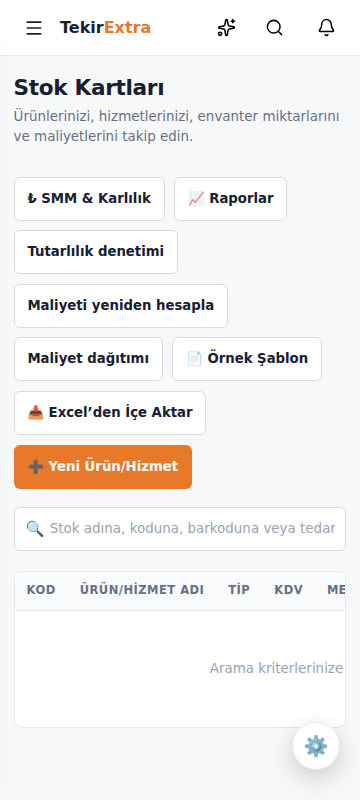 TekirExtra
Stok Kartları
Ürünlerinizi, hizmetlerinizi, envanter miktarlarını
ve maliyetlerini takip edin.
₺ SMM & Karlılık
📈 Raporlar
Tutarlılık denetimi
Maliyeti yeniden hesapla
Maliyet dağıtımı
📄 Örnek Şablon
📥 Excel’den İçe Aktar
➕ Yeni Ürün/Hizmet
🔍 Stok adına, koduna, barkoduna veya tedar
KOD ÜRÜN/HİZMET ADI TİP KDV ME
Arama kriterlerinize